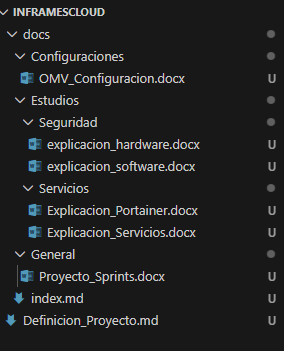 INFRAMESCLOUD
docs
Configuraciones
OMV_Configuracion.docx U
Estudios
Seguridad
explicacion_hardware.docx U
explicacion_software.docx U
Servicios
Explicacion_Portainer.docx U
Explicacion_Servicios.docx U
General
Proyecto_Sprints.docx U
index.md U
Definicion_Proyecto.md U